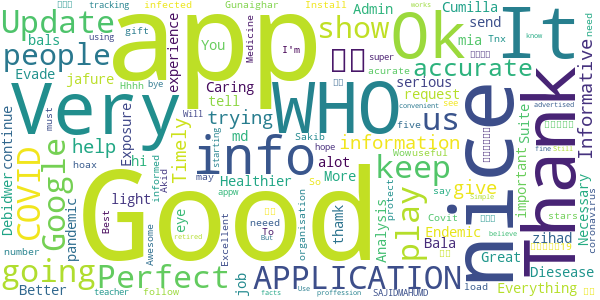 Update
bals
Evade
people
jafure
infected
tracking
using
gift
Hhhh
bye
experience
Medicine
I'm
Gunaighar
You
Caring
tell
Install
show
super
Admin
acurate
serious
request
five
Cumilla
send
mia
Tnx
works
know
need
app
Ok
It
accurate
Very
WHO
us
nice
Thank
Informative
Debidwer
continue
must
hoax
help
COVID
Google
number
pandemic
Exposure
hi
Timely
trying
md
Will
Sakib
hope
information
convenient
see
advertised
alot
Healthier
More
So
may
starting
info
informed
Akid
appw
light
eye
Best
Awesome
Excellent
Good
neeed
To
But
thamk
organisation
keep
play
Analysis
protect
Wowuseful
give
Covit
say
Endemic
Bala
important
Suite
zihad
stars
Great
fine
Still
Necessary
coronavirus
Diesease
going
Better
Perfect
teacher
follow
retired
Job
APPLICATION
facts
Use
proffession
SAJIDMAHUMD
load
Simple
believe
Everything